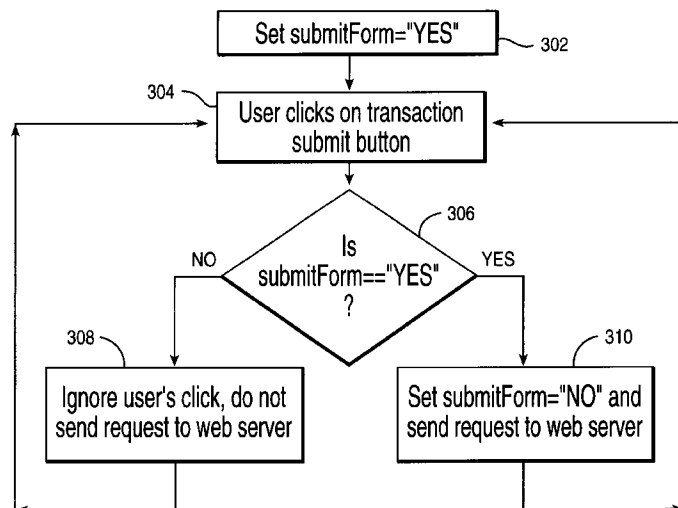 Set submitForm="YES"
302
304
User clicks on transaction
submit button
306
Is
submitForm=="YES"
?
NO
YES
308
310
Ignore user's click, do not
send request to web server
Set submitForm="NO" and
send request to web server